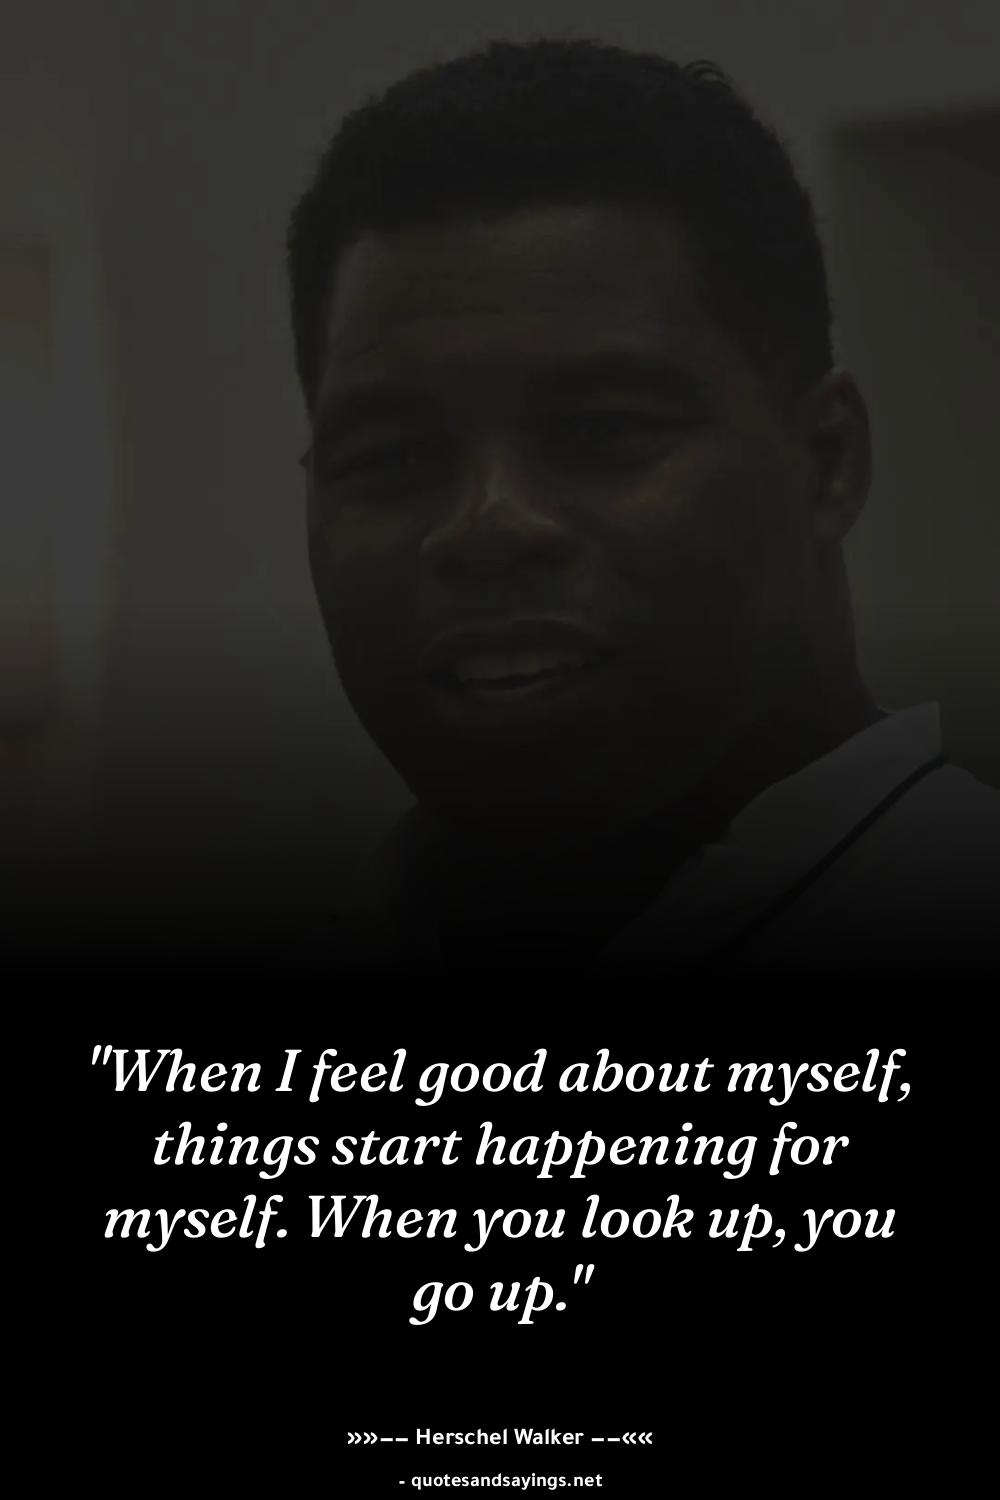 "When I feel good about myself,
things start happening for
myself. When you look up, you
go up."
»»–– Herschel Walker ––««
- quotesandsayings.net